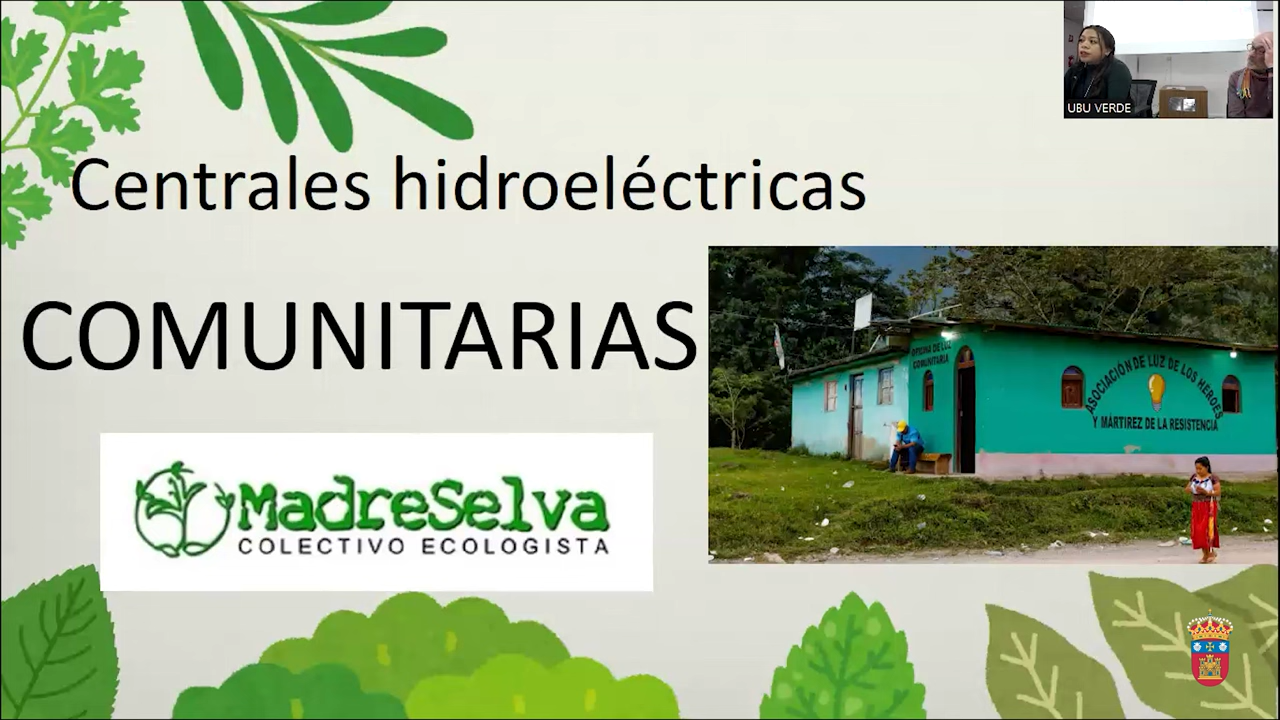 UBU VERDE
Centrales hidroeléctricas
COMUNITARIAS
OFICINA DE LUZ
COMUNITARIA
ASOCIACIÓN DE LUZ DE LOS HEROES
Y MÁRTIREZ DE LA RESISTENCIA
MadreSelva
COLECTIVO ECOLOGISTA